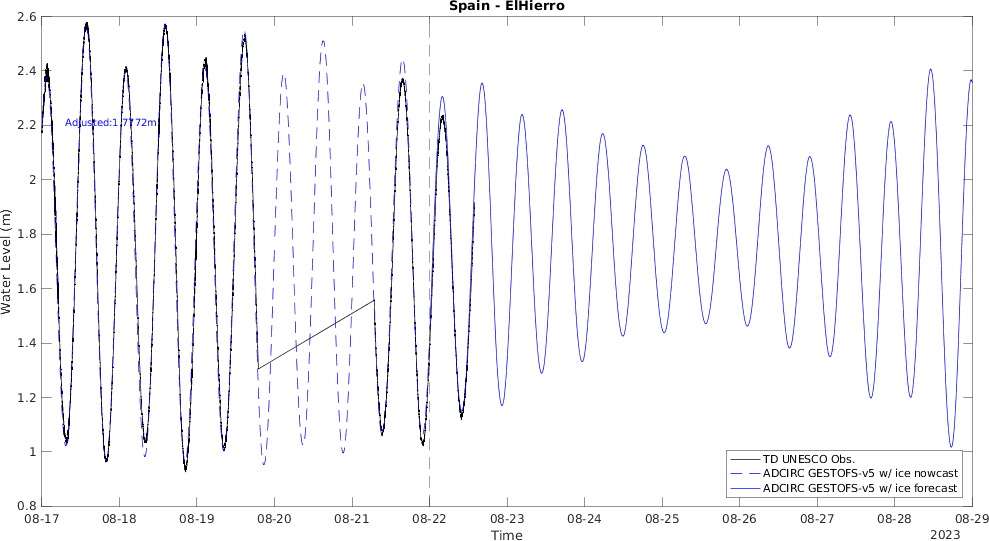 Spain - ElHierro
2.6
2.4
2.2
2
1.8
1.6
1.4
1.2
1
0.8
Water Level (m)
Adjusted:1.7772m
TD UNESCO Obs.
ADCIRC GESTOFS-v5 w/ ice nowcast
ADCIRC GESTOFS-v5 w/ ice forecast
08-17 08-18 08-19 08-20 08-21 08-22 08-23 08-24 08-25 08-26 08-27 08-28 08-29
Time
2023